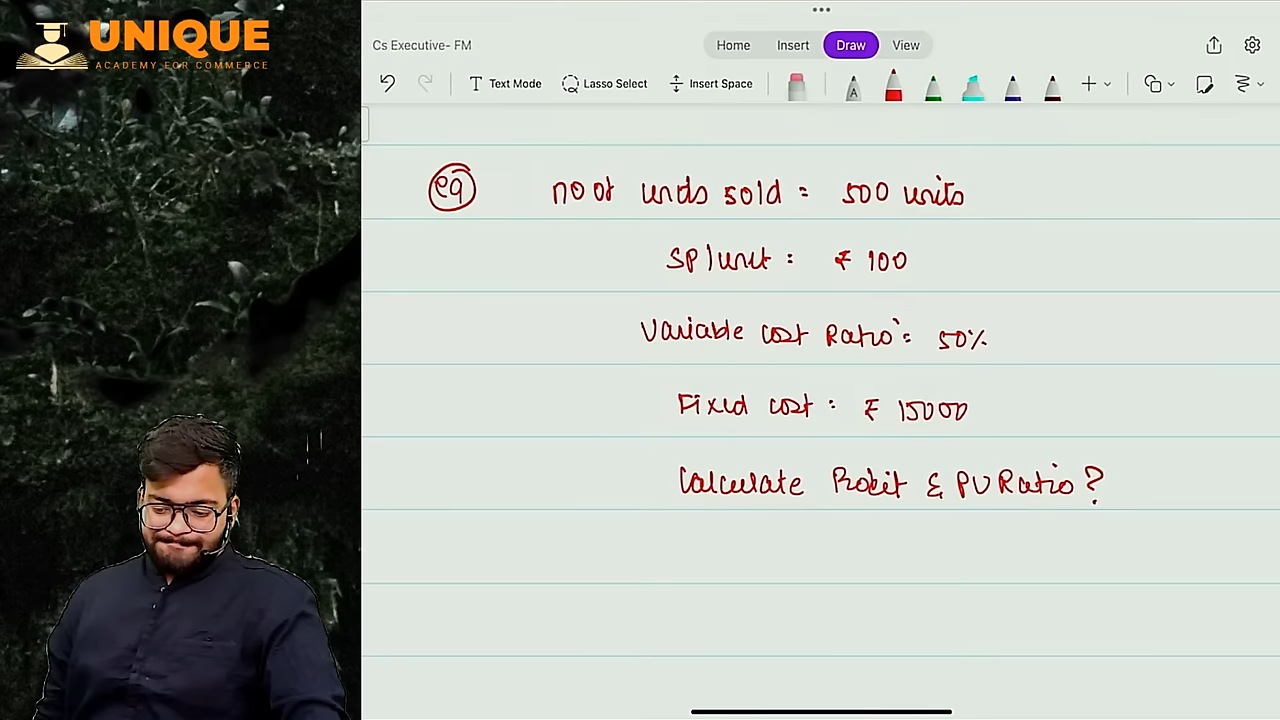 UNIQUE
ACADEMY FOR COMMERCE
Cs Executive- FM
Home Insert Draw View
Text Mode Lasso Select Insert Space
eg no of units sold = 500 units
SP/unit : ₹ 100
Variable cost Ratio : 50%
Fixed cost : ₹ 15000
Calculate Profit & PV Ratio?